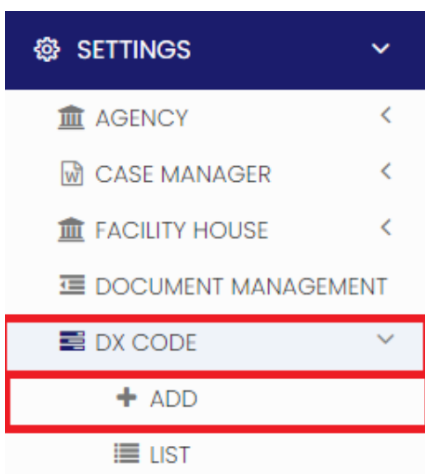 SETTINGS
AGENCY
CASE MANAGER
FACILITY HOUSE
DOCUMENT MANAGEMENT
DX CODE
ADD
LIST